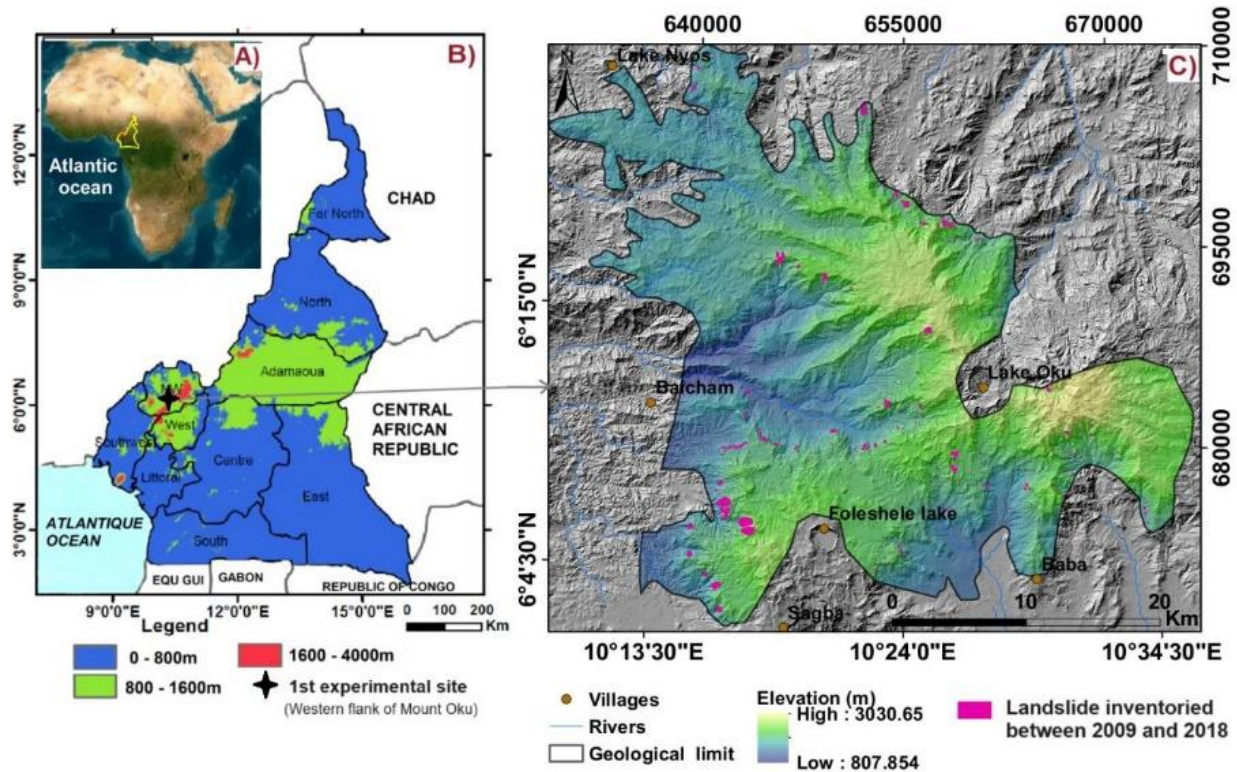 A)
Atlantic
ocean
B)
CHAD
Far North
North
Adamaoua
NW
West
Southwest
Littoral
Centre
East
South
CENTRAL
AFRICAN
REPUBLIC
ATLANTIQUE
OCEAN
EQU GUI
GABON
REPUBLIC OF CONGO
12°0'0"N
9°0'0"N
6°0'0"N
3°0'0"N
9°0'0"E
12°0'0"E
15°0'0"E
0 100 200
Km
Legend
0 - 800m
800 - 1600m
1600 - 4000m
1st experimental site
(Western flank of Mount Oku)
640000
655000
670000
710000
695000
680000
C)
N
Lake Nyos
Baicham
Lake Oku
Foleshele lake
Baba
Sagba
0 10 20
Km
6°15'0"N
6°4'30"N
10°13'30"E
10°24'0"E
10°34'30"E
Villages
Rivers
Geological limit
Elevation (m)
High : 3030.65
Low : 807.854
Landslide inventoried
between 2009 and 2018